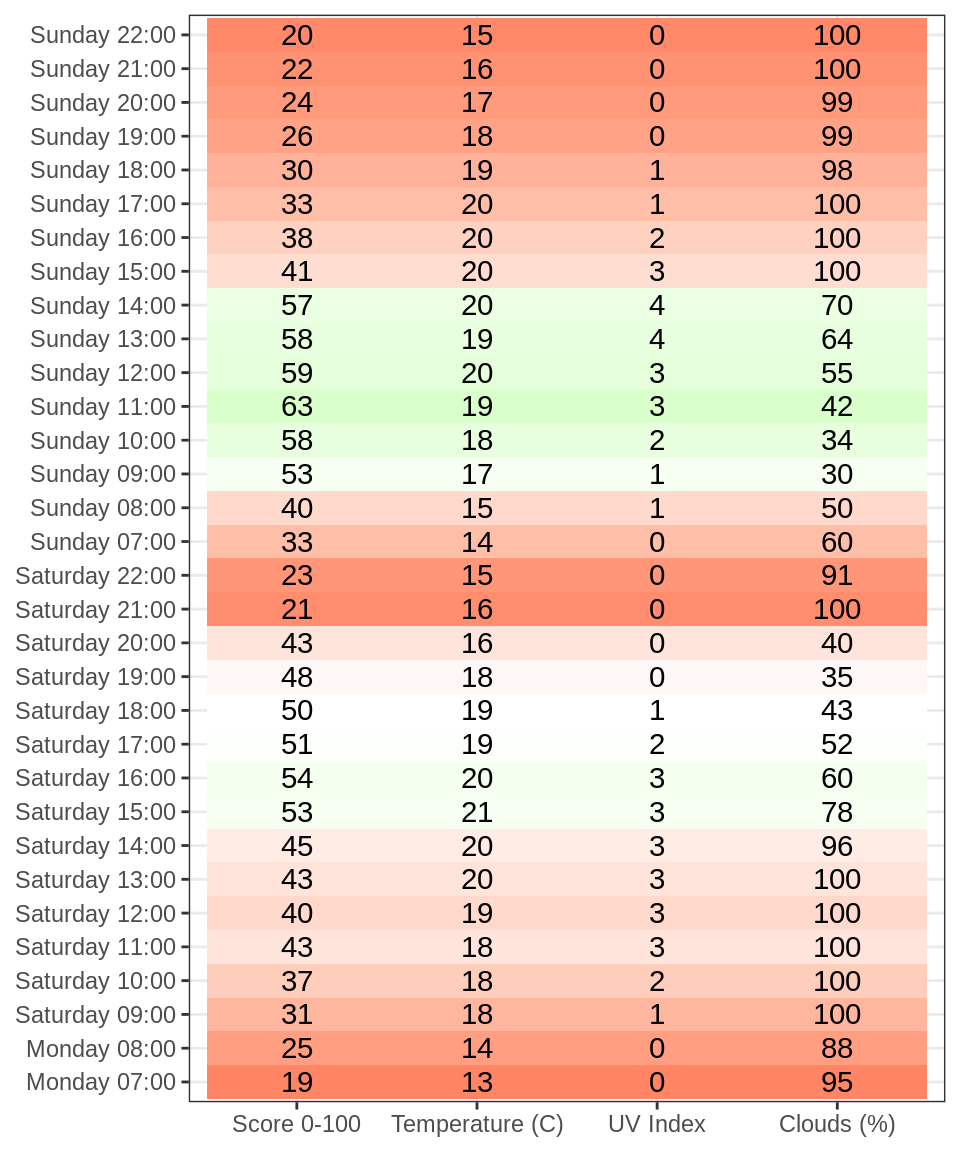 Sunday 22:00 20 15 0 100
Sunday 21:00 22 16 0 100
Sunday 20:00 24 17 0 99
Sunday 19:00 26 18 0 99
Sunday 18:00 30 19 1 98
Sunday 17:00 33 20 1 100
Sunday 16:00 38 20 2 100
Sunday 15:00 41 20 3 100
Sunday 14:00 57 20 4 70
Sunday 13:00 58 19 4 64
Sunday 12:00 59 20 3 55
Sunday 11:00 63 19 3 42
Sunday 10:00 58 18 2 34
Sunday 09:00 53 17 1 30
Sunday 08:00 40 15 1 50
Sunday 07:00 33 14 0 60
Saturday 22:00 23 15 0 91
Saturday 21:00 21 16 0 100
Saturday 20:00 43 16 0 40
Saturday 19:00 48 18 0 35
Saturday 18:00 50 19 1 43
Saturday 17:00 51 19 2 52
Saturday 16:00 54 20 3 60
Saturday 15:00 53 21 3 78
Saturday 14:00 45 20 3 96
Saturday 13:00 43 20 3 100
Saturday 12:00 40 19 3 100
Saturday 11:00 43 18 3 100
Saturday 10:00 37 18 2 100
Saturday 09:00 31 18 1 100
Monday 08:00 25 14 0 88
Monday 07:00 19 13 0 95
Score 0-100 Temperature (C) UV Index Clouds (%)